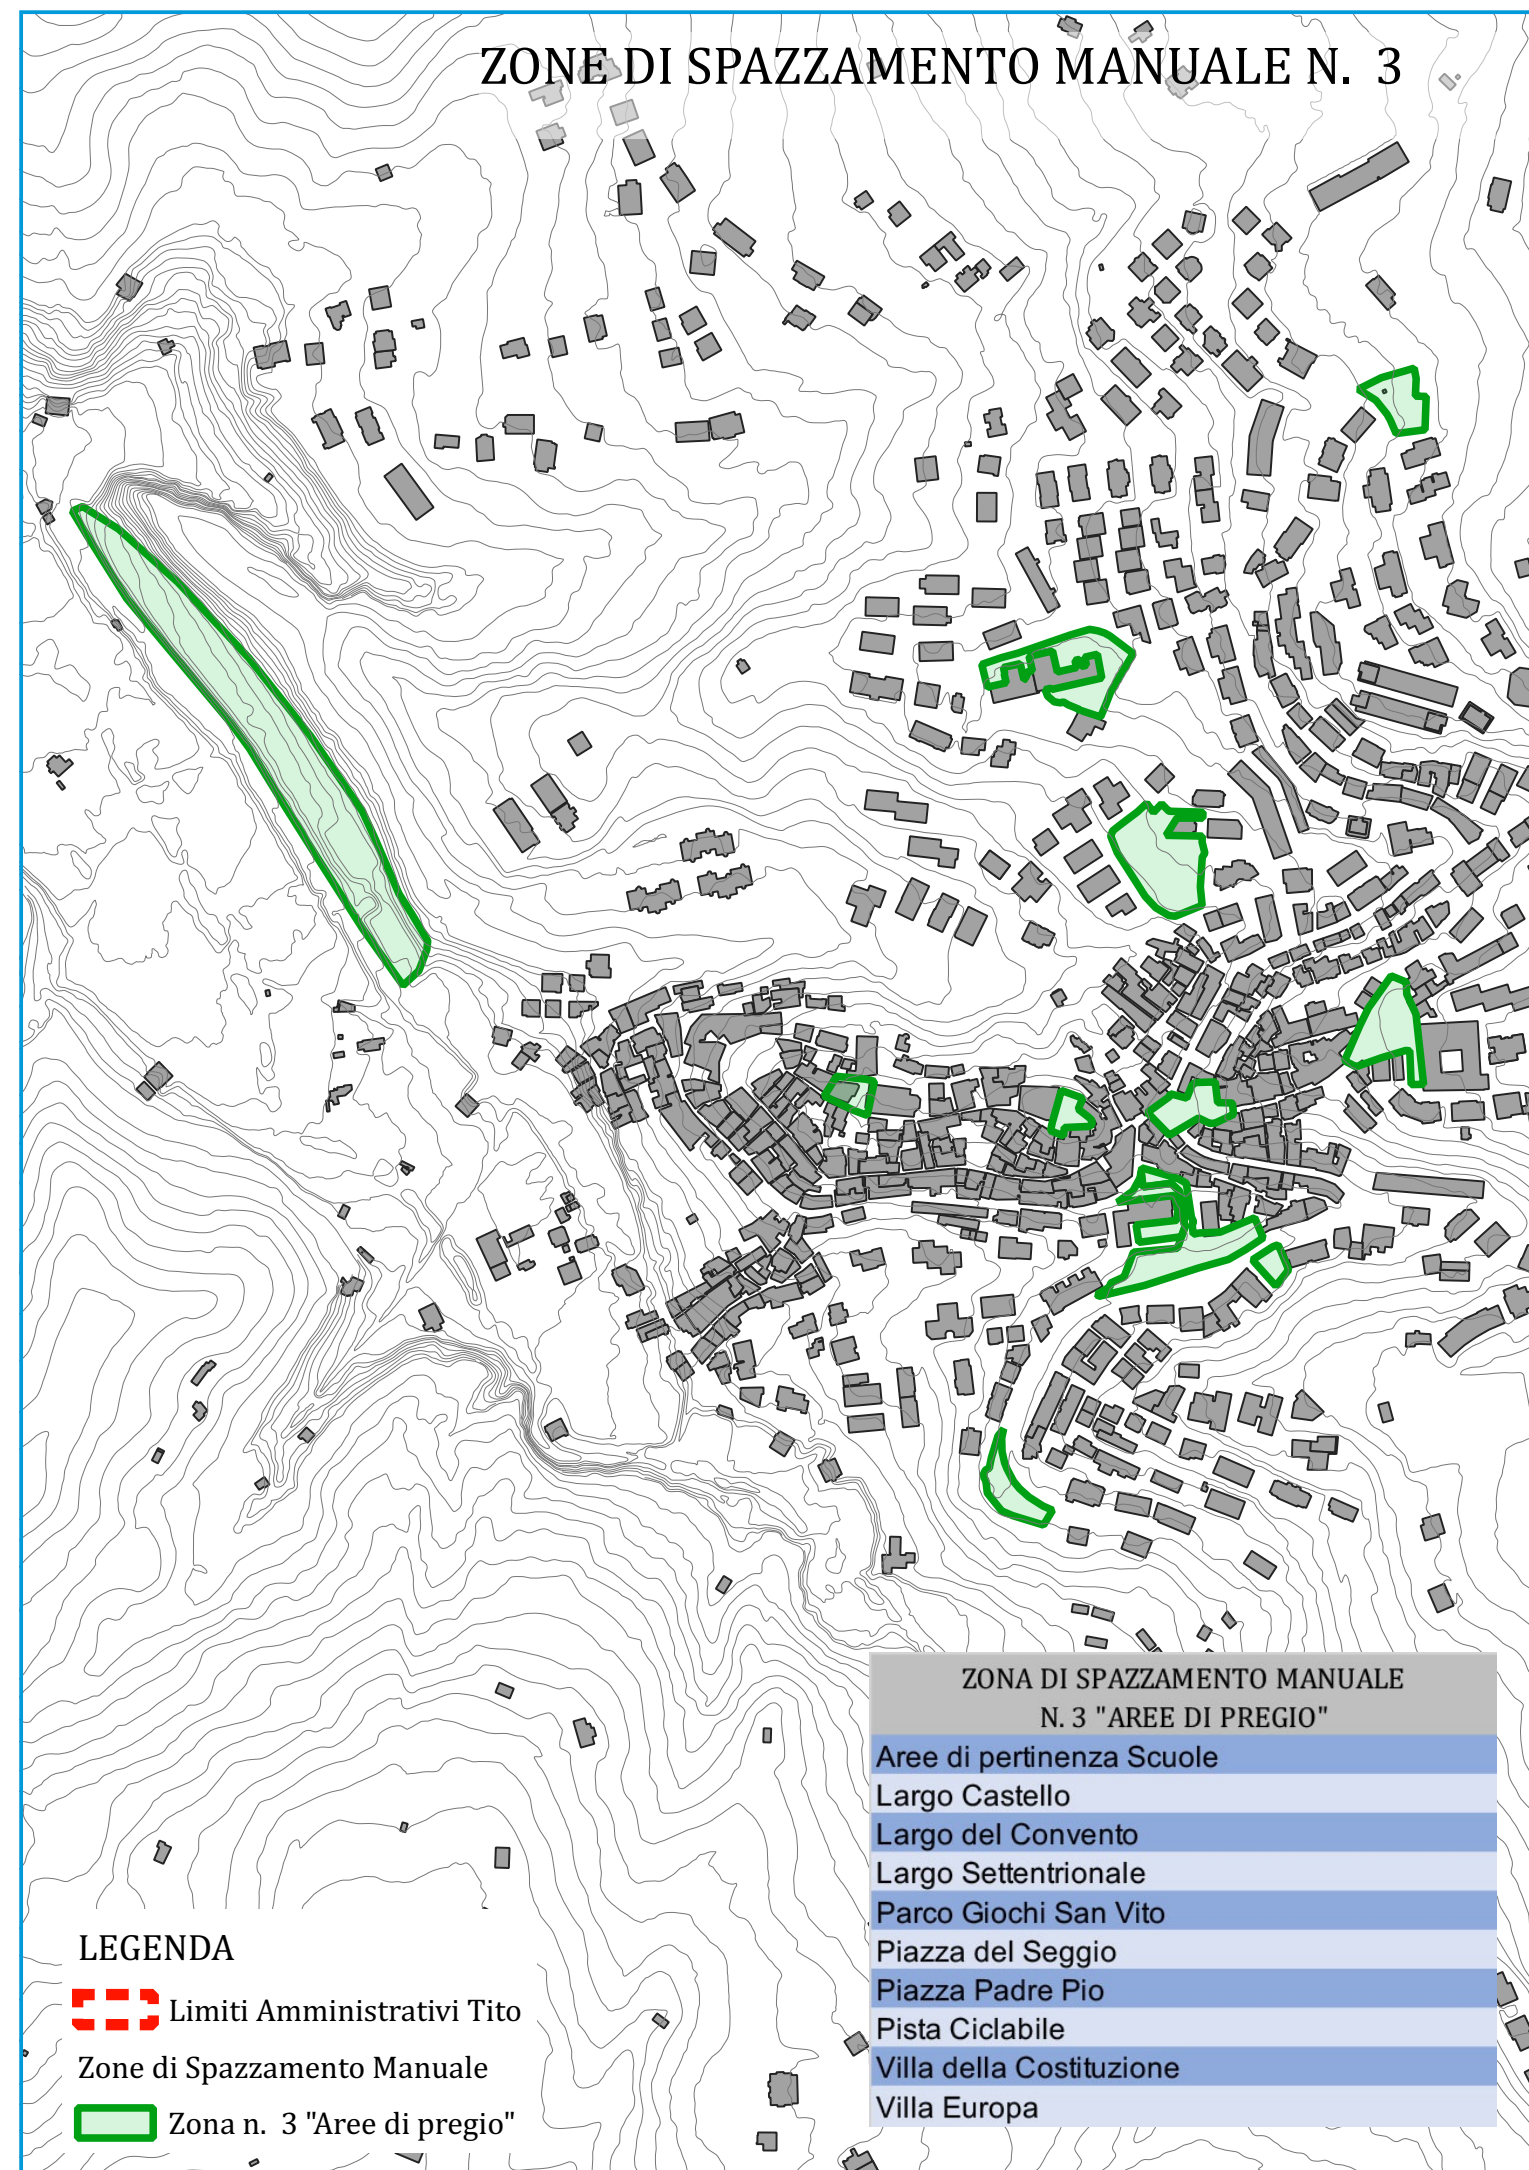 ZONE DI SPAZZAMENTO MANUALE N. 3
ZONA DI SPAZZAMENTO MANUALE
N. 3 "AREE DI PREGIO"
Aree di pertinenza Scuole
Largo Castello
Largo del Convento
Largo Settentrionale
Parco Giochi San Vito
Piazza del Seggio
Piazza Padre Pio
Pista Ciclabile
Villa della Costituzione
Villa Europa
LEGENDA
Limiti Amministrativi Tito
Zone di Spazzamento Manuale
Zona n. 3 "Aree di pregio"